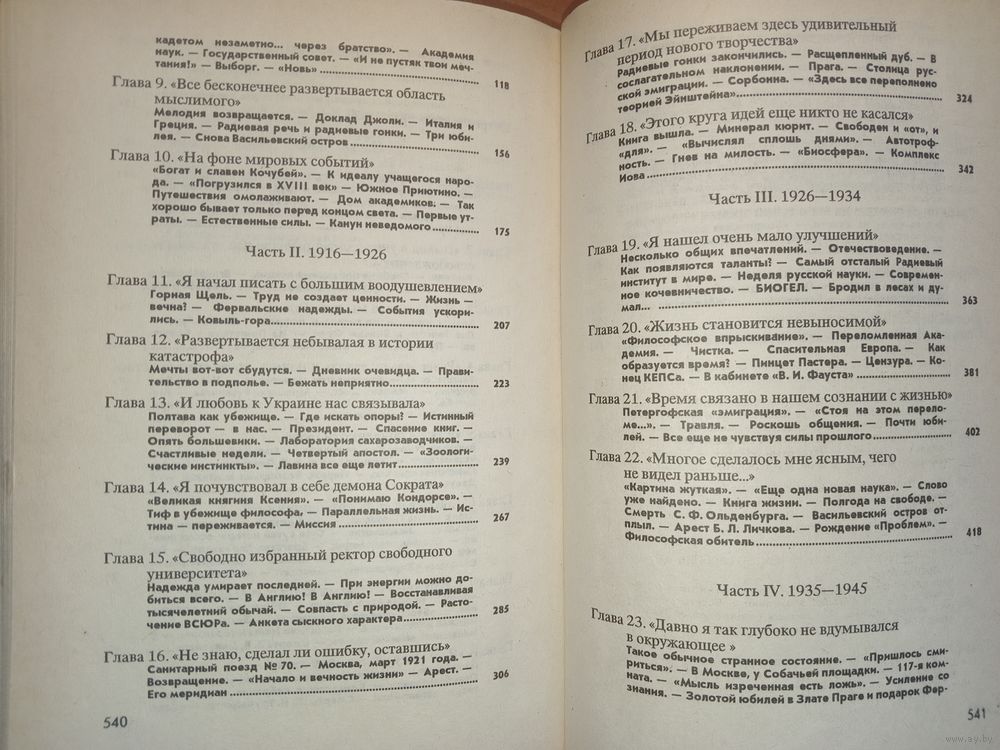 кадетом незаметно... через братство». — Академия
наук. — Государственный совет. — «И не пустяк твои меч-
тания!» — Выборг. — «Новь» 118
Глава 9. «Все бесконечнее развертывается область
мыслимого»
Мелодия возвращается. — Доклад Джоли. — Италия и
Греция. — Радиевая речь и радиевые гонки. — Три юби-
лея. — Снова Васильевский остров 156
Глава 10. «На фоне мировых событий»
«Богат и славен Кочубей». — К идеалу учащегося наро-
да. — «Погрузился в XVIII век» — Южное Приютино. —
Путешествия омолаживают. — Дом академиков. — Так
хорошо бывает только перед концом света. — Первые ут-
раты. — Естественные силы. — Канун неведомого 175
Часть II. 1916—1926
Глава 11. «Я начал писать с большим воодушевлением»
Горная Щель. — Труд не создает ценности. — Жизнь —
вечна? — Февральские надежды. — События ускори-
лись. — Ковыль-гора 207
Глава 12. «Развертывается небывалая в истории
катастрофа»
Мечты вот-вот сбудутся. — Дневник очевидца. — Прави-
тельство в подполье. — Бежать неприятно 223
Глава 13. «И любовь к Украине нас связывала»
Полтава как убежище. — Где искать опоры? — Истинный
переворот — в нас. — Президент. — Спасение книг. —
Опять большевики. — Лаборатория сахарозаводчиков. —
Счастливые недели. — Четвертый апостол. — «Зоологи-
ческие инстинкты». — Лавина все еще летит 239
Глава 14. «Я почувствовал в себе демона Сократа»
«Великая княгиня Ксения». — «Понимаю Кондорсе». —
Тиф в убежище философа, — Параллельная жизнь. — Ис-
тина — переживается. — Миссия 267
Глава 15. «Свободно избранный ректор свободного
университета»
Надежда умирает последней. — При энергии можно до-
биться всего. — В Англию! В Англию! — Восстанавливая
тысячелетний обычай. — Совпасть с природой. — Расто-
чение ВСЮРа. — Анкета сыскного характера 285
Глава 16. «Не знаю, сделал ли ошибку, оставшись»
Санитарный поезд № 70. — Москва, март 1921 года. —
Возвращение. — «Начало и вечность жизни» — Арест. —
Его меридиан 306
540
Глава 17. «Мы переживаем здесь удивительный
период нового творчества»
Радиевые гонки закончились. — Расщепленный дуб. — В
сослагательном наклонении. — Прага. — Столица рус-
ской эмиграции. — Сорбонна. — «Здесь все переполнено
теорией Эйнштейна» 324
Глава 18. «Этого круга идей еще никто не касался»
Книга вышла. — Минерал кюрит. — Свободен и «от», и
«для». — «Вычислял сплошь днями». — Автотроф-
ность. — Гнев на милость. — «Биосфера». — Комплекс
Иова 342
Часть III. 1926—1934
Глава 19. «Я нашел очень мало улучшений»
Несколько общих впечатлений. — Отечествоведение. —
Как появляются таланты? — Самый отсталый Радиевый
институт в мире. — Неделя русской науки. — Современ-
ное кочевничество. — БИОГЕЛ. — Бродил в лесах и ду-
мал... 363
Глава 20. «Жизнь становится невыносимой»
«Философское впрыскивание». — Переломленная Ака-
демия. — Чистка. — Спасительная Европа. — Как
образуется время? — Пинцет Пастера. — Цензура. — Ко-
нец КЕПСа. — В кабинете «В. И. Фауста» 381
Глава 21. «Время связано в нашем сознании с жизнью»
Петергофская «эмиграция». — «Стоя на этом перело-
ме...». — Травля. — Роскошь общения. — Почти юби-
лей. — Все еще не чувствуя силы прошлого 402
Глава 22. «Многое сделалось мне ясным, чего
не видел раньше...»
«Картина жуткая». — «Еще одна новая наука». — Слово
уже найдено. — Книга жизни. — Полгода на свободе. —
Смерть С. Ф. Ольденбурга. — Васильевский остров от-
плыл. — Арест Б. Л. Личкова. — Рождение «Проблем». —
Философская обитель 418
Часть IV. 1935—1945
Глава 23. «Давно я так глубоко не вдумывался
в окружающее »
Такое обычное странное состояние. — «Пришлось сми-
риться». — В Москве, у Собачьей площадки. — 117-я ком-
ната. — «Мысль изреченная есть ложь». — Усиление со
знания. — Золотой юбилей в Злате Праге и подарок Фер-
541
www.ay.by